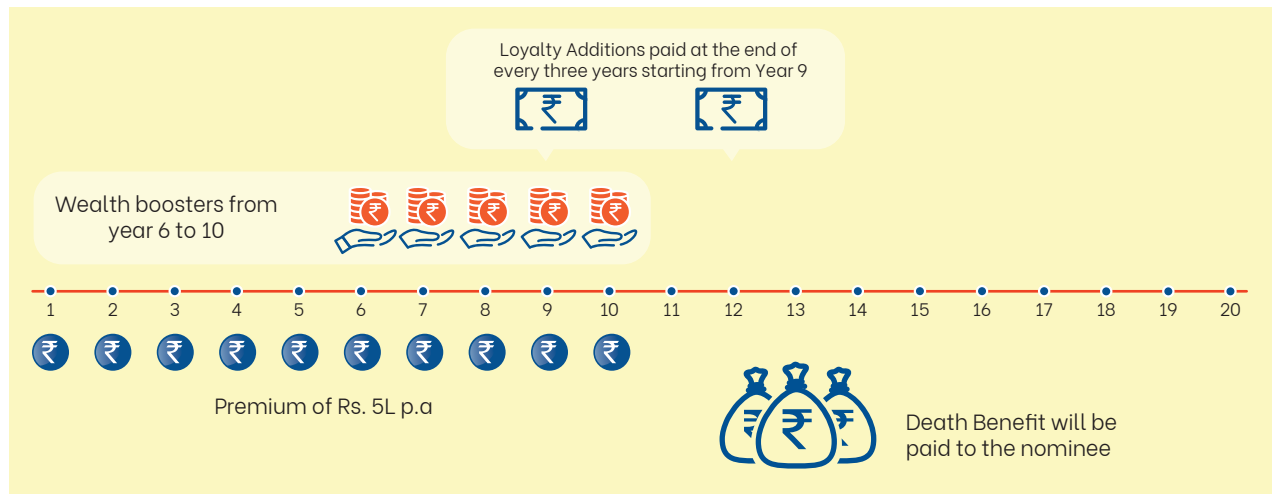 Loyalty Additions paid at the end of
every three years starting from Year 9
₹ ₹
Wealth boosters from
year 6 to 10
₹ ₹ ₹ ₹ ₹
1 2 3 4 5 6 7 8 9 10 11 12 13 14 15 16 17 18 19 20
₹ ₹ ₹ ₹ ₹ ₹ ₹ ₹ ₹ ₹
Premium of Rs. 5L p.a
₹ ₹ ₹
Death Benefit will be
paid to the nominee